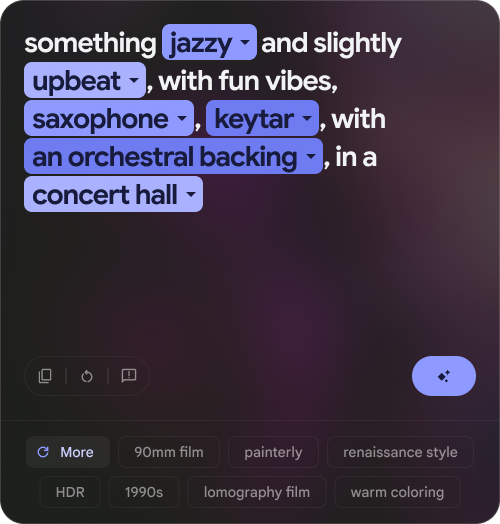 something jazzy and slightly
upbeat, with fun vibes,
saxophone, keytar, with
an orchestral backing, in a
concert hall
More 90mm film painterly renaissance style
HDR 1990s lomography film warm coloring